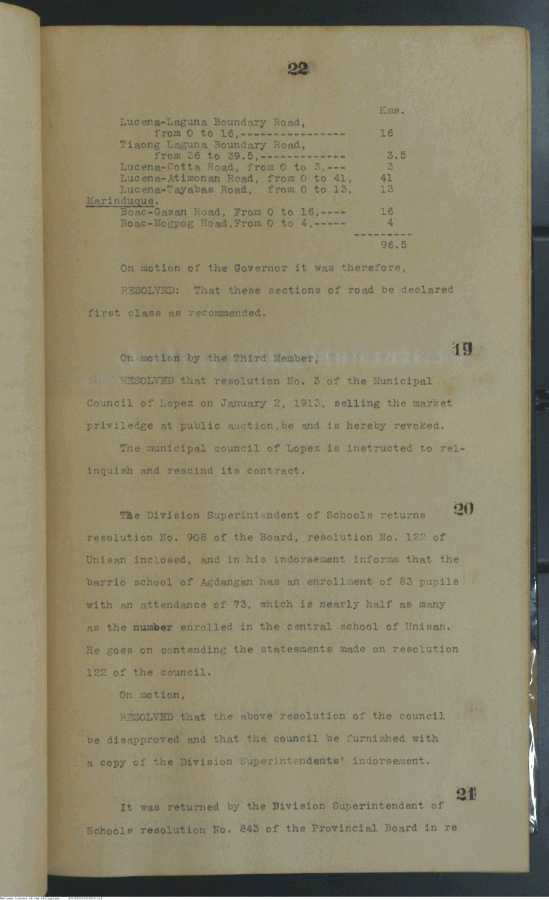 22
Kms.
Lucena-Laguna Boundary Road,
from 0 to 16,---------------- 16
Tiaong Laguna Boundary Road,
from 36 to 39.5,------------- 3.5
Lucena-Cotta Road, from 0 to 3,--- 3
Lucena-Atimonan Road, from 0 to 41, 41
Lucena-Tayabas Road, from 0 to 13, 13
Marinduque.
Boac-Gasan Road, From 0 to 16,---- 16
Boac-Mogpog Road,From 0 to 4,----- 4
---------
96.5
On motion of the Governor it was therefore,
RESOLVED: That these sections of road be declared
first class as recommended.
19
On motion by the Third Member,
RESOLVED that resolution No. 3 of the Municipal
Council of Lopez on January 2, 1913, selling the market
priviledge at public auction,be and is hereby revoked.
The municipal council of Lopez is instructed to rel-
inquish and rescind its contract.
20
The Division Superintendent of Schools returns
resolution No. 908 of the Board, resolution No. 122 of
Unisan inclosed, and in his indorsement informs that the
barrio school of Agdangan has an enrollment of 83 pupils
with an attendance of 73, which is nearly half as many
as the number enrolled in the central school of Unisan.
He goes on contending the statesments made on resolution
122 of the council.
On motion,
RESOLVED that the above resolution of the council
be disapproved and that the council be furnished with
a copy of the Division Superintendents' indorsement.
21
It was returned by the Division Superintendent of
Schools resolution No. 843 of the Provincial Board in re